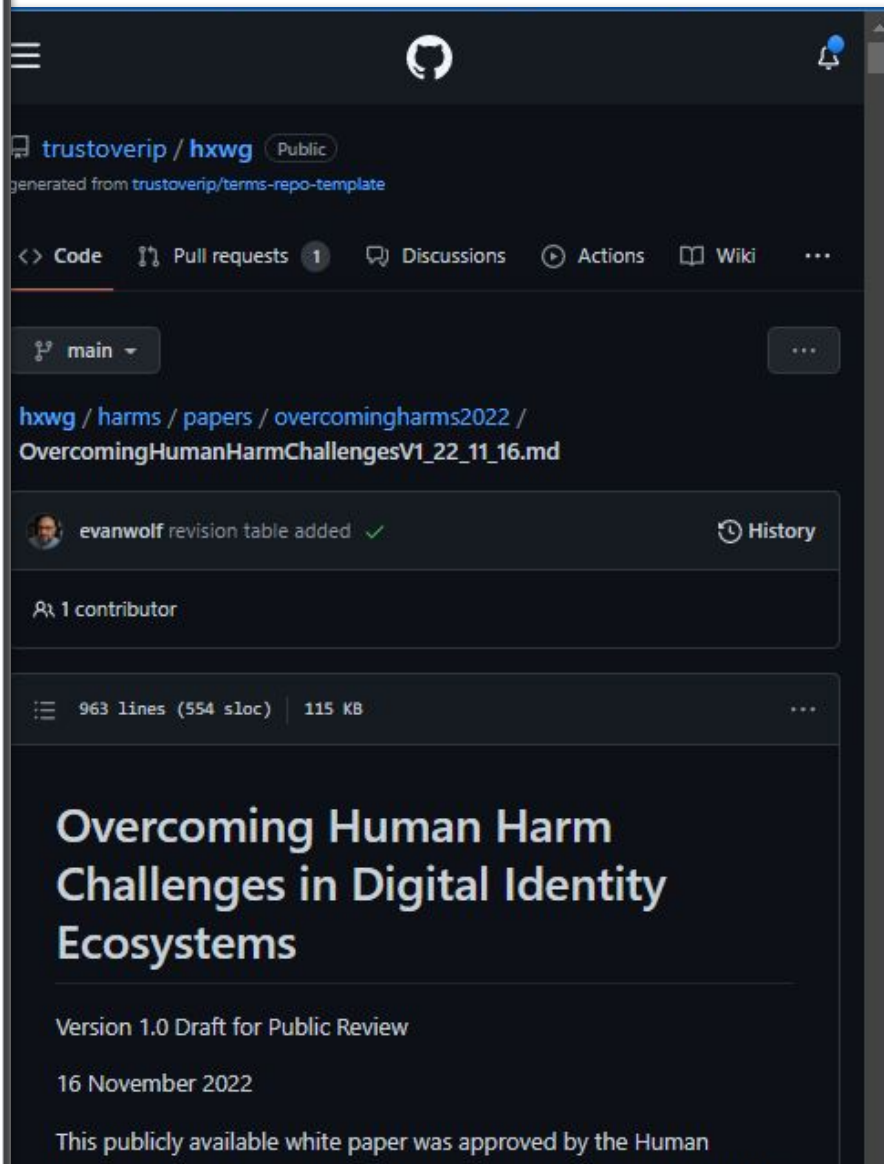 trustoverip / hxwg Public
generated from trustoverip/terms-repo-template
<> Code Pull requests 1 Discussions Actions Wiki ...
main
...
hxwg / harms / papers / overcomingharms2022 /
OvercomingHumanHarmChallengesV1_22_11_16.md
evanwolf revision table added History
1 contributor
963 lines (554 sloc) 115 KB ...
Overcoming Human Harm
Challenges in Digital Identity
Ecosystems
Version 1.0 Draft for Public Review
16 November 2022
This publicly available white paper was approved by the Human